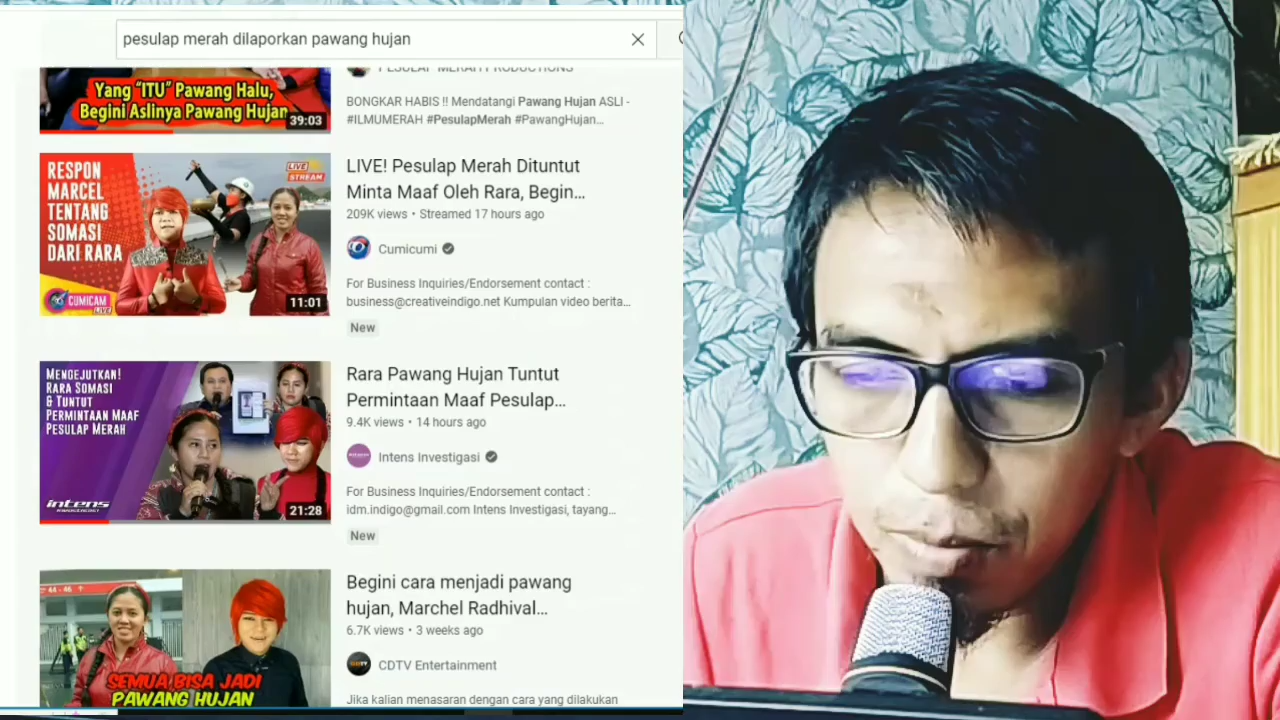 pesulap merah dilaporkan pawang hujan
Yang "ITU" Pawang Halu,
Begini Aslinya Pawang Hujan
39:03
PESULAP MERAH PRODUCTIONS
BONGKAR HABIS !! Mendatangi Pawang Hujan ASLI -
#ILMUMERAH #PesulapMerah #PawangHujan...
RESPON
MARCEL
TENTANG
SOMASI
DARI RARA
LIVE
STREAM
CUMICAM
LIVE
11:01
LIVE! Pesulap Merah Dituntut
Minta Maaf Oleh Rara, Begin...
209K views • Streamed 17 hours ago
Cumicumi
For Business Inquiries/Endorsement contact :
business@creativeindigo.net Kumpulan video berita...
New
MENGEJUTKAN!
RARA SOMASI
& TUNTUT
PERMINTAAN MAAF
PESULAP MERAH
intens
21:28
Rara Pawang Hujan Tuntut
Permintaan Maaf Pesulap...
9.4K views • 14 hours ago
Intens Investigasi
For Business Inquiries/Endorsement contact :
idm.indigo@gmail.com Intens Investigasi, tayang...
New
44 - 46
SEMUA BISA JADI
PAWANG HUJAN
Begini cara menjadi pawang
hujan, Marchel Radhival...
6.7K views • 3 weeks ago
CDTV Entertainment
Jika kalian menasaran dengan cara yang dilakukan